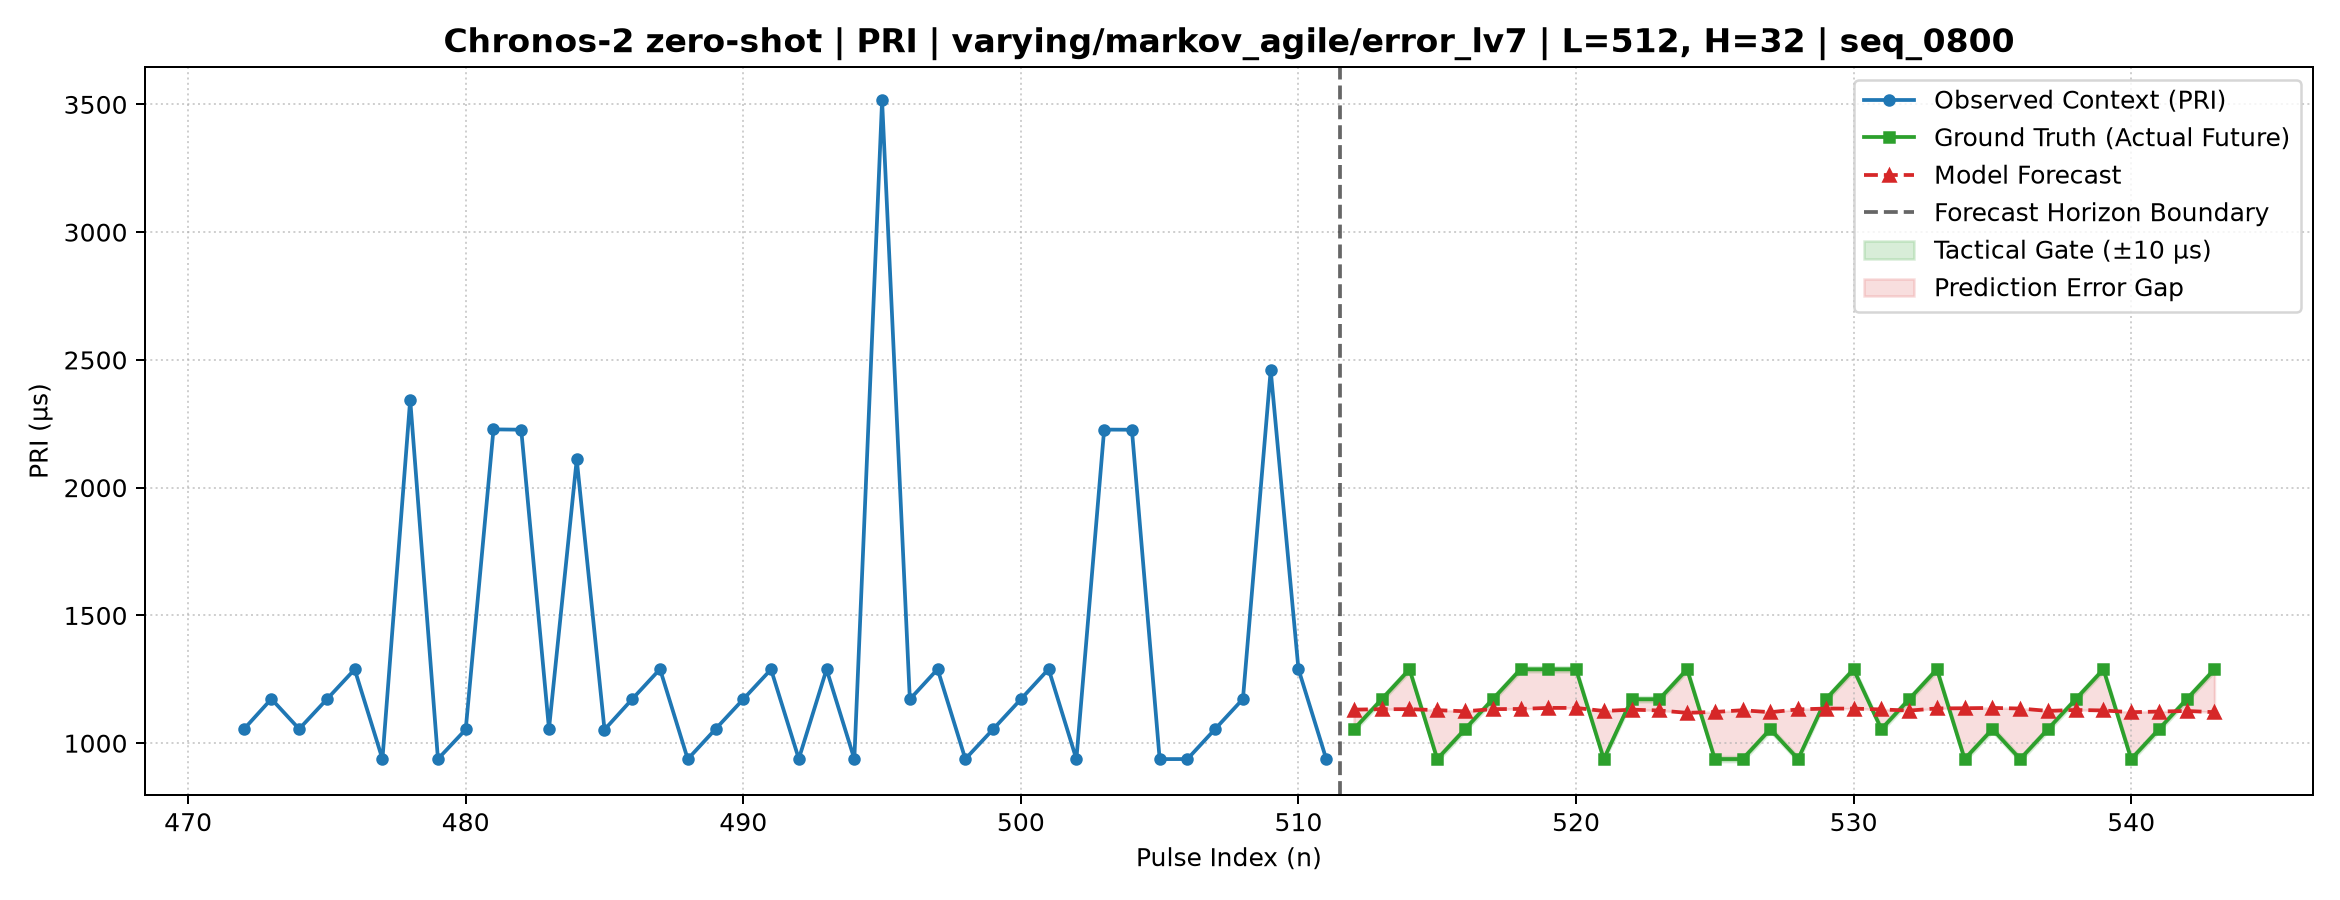 Chronos-2 zero-shot | PRI | varying/markov_agile/error_lv7 | L=512, H=32 | seq_0800
3500
3000
2500
2000
1500
1000
PRI (µs)
470
480
490
500
510
520
530
540
Pulse Index (n)
Observed Context (PRI)
Ground Truth (Actual Future)
Model Forecast
Forecast Horizon Boundary
Tactical Gate (±10 µs)
Prediction Error Gap